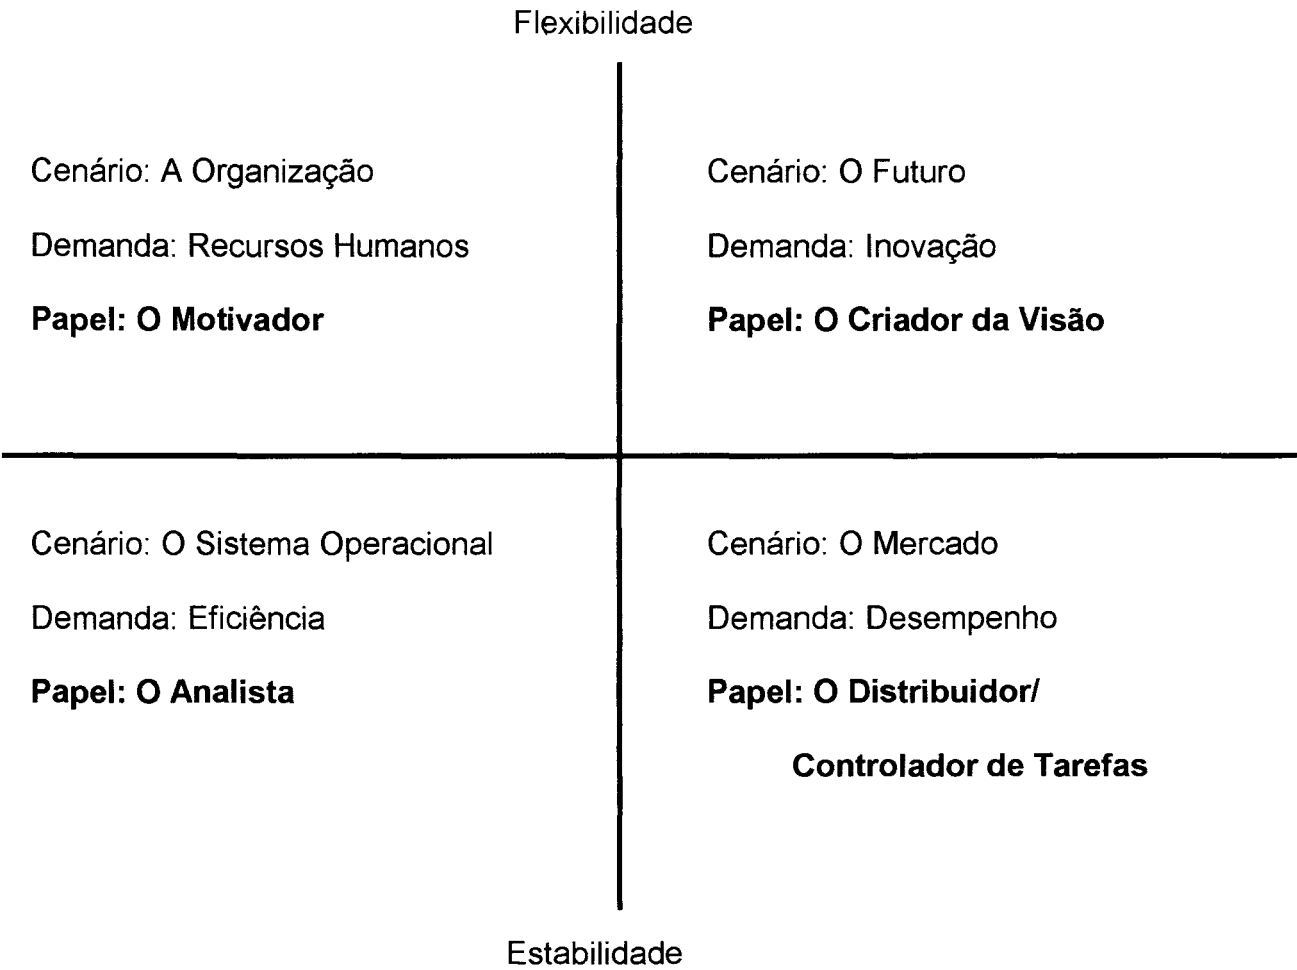 Flexibilidade
Cenário: A Organização
Demanda: Recursos Humanos
Papel: O Motivador
Cenário: O Futuro
Demanda: Inovação
Papel: O Criador da Visão
Cenário: O Sistema Operacional
Demanda: Eficiência
Papel: O Analista
Cenário: O Mercado
Demanda: Desempenho
Papel: O Distribuidor/
Controlador de Tarefas
Estabilidade